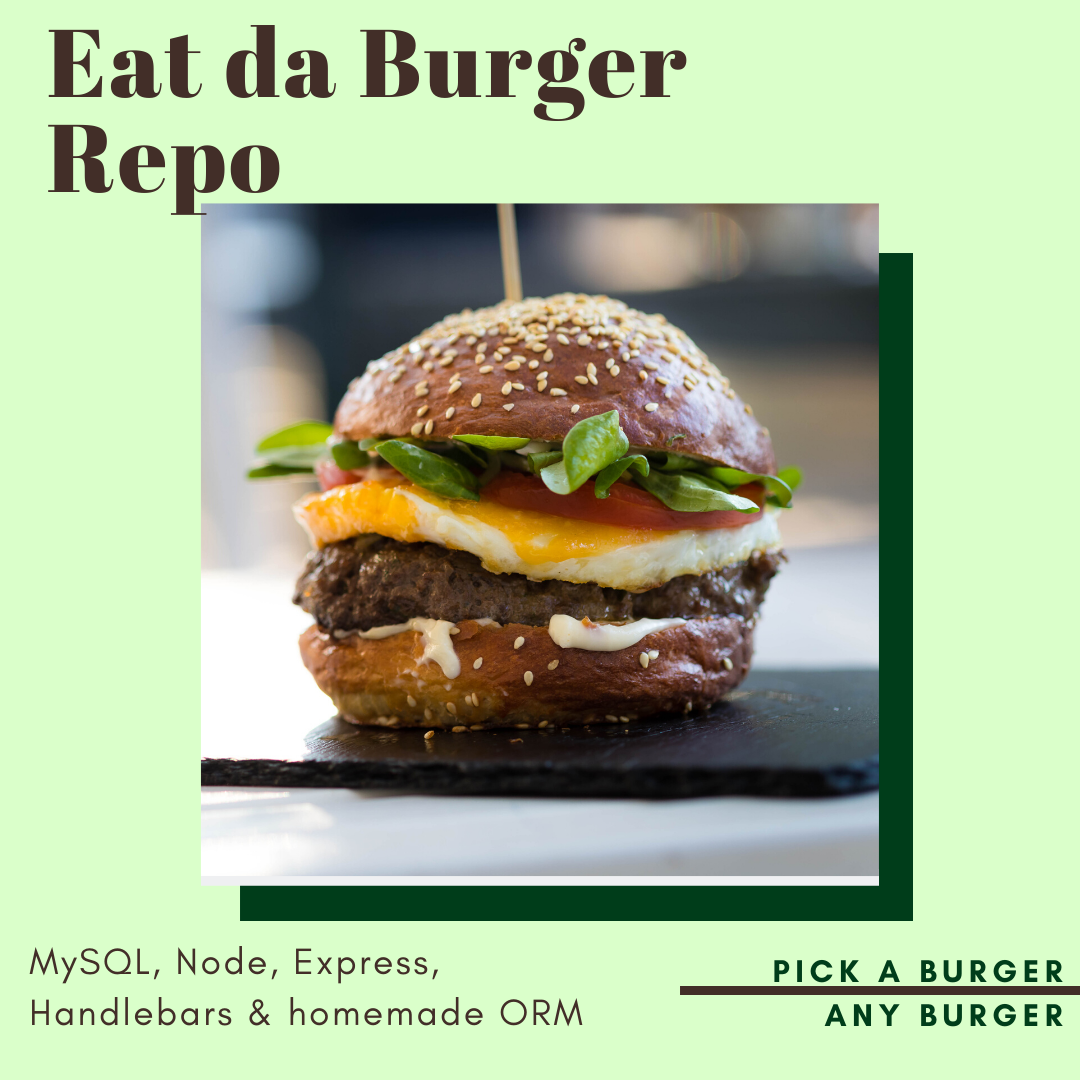 Eat da Burger
Repo
MySQL, Node, Express,
Handlebars & homemade ORM
PICK A BURGER
ANY BURGER